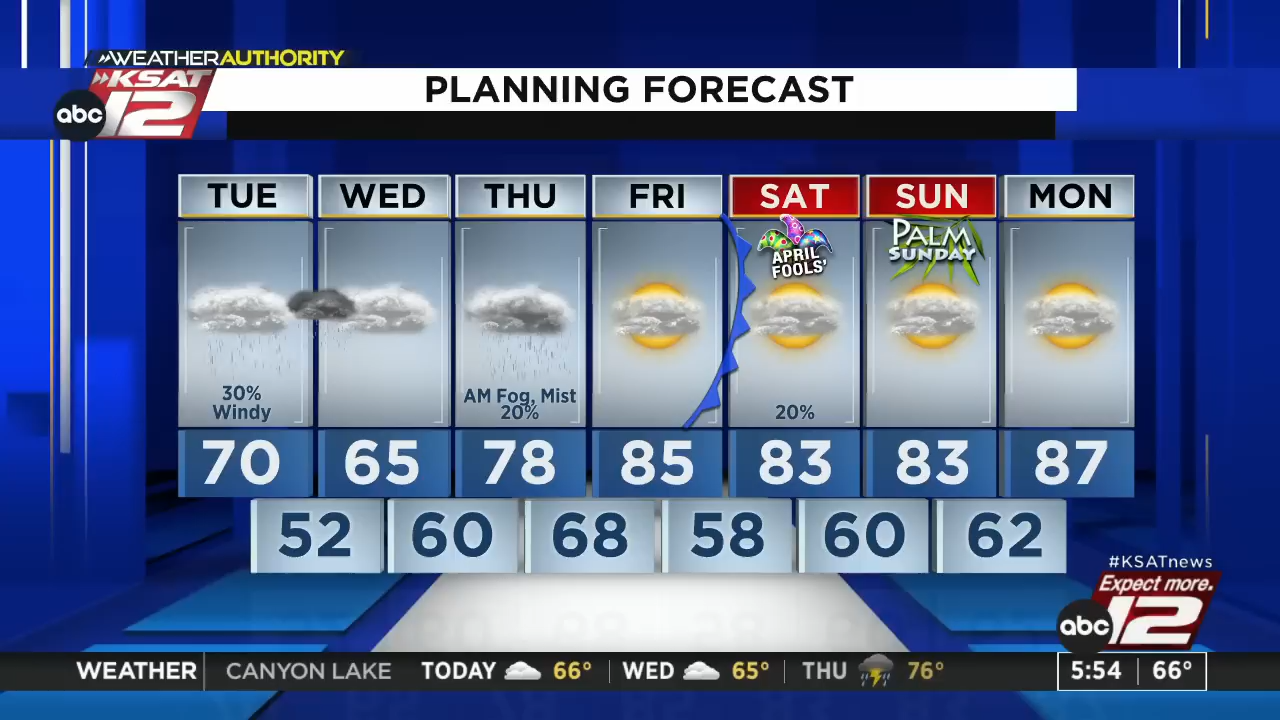 WEATHERAUTHORITY
KSAT
abc 12
PLANNING FORECAST
TUE WED THU FRI SAT SUN MON
APRIL
FOOLS'
PALM
SUNDAY
30%
Windy
AM Fog, Mist
20%
20%
70 65 78 85 83 83 87
52 60 68 58 60 62
#KSATnews
Expect more.
abc 12
WEATHER CANYON LAKE TODAY 66° WED 65° THU 76° 5:54 66°